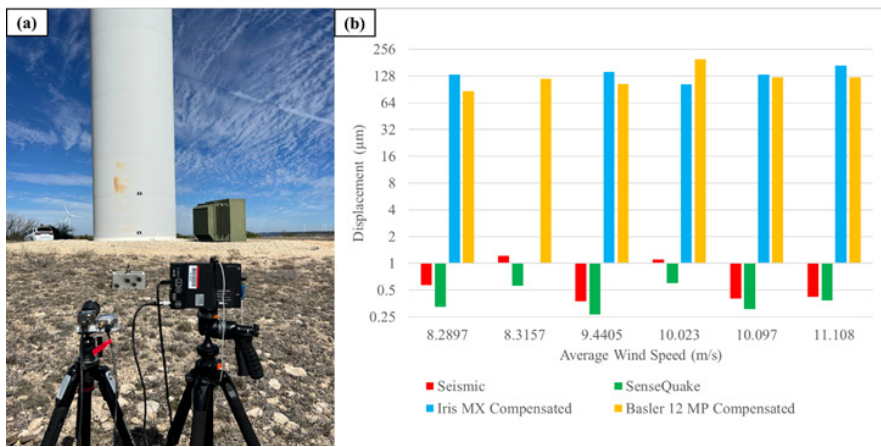 (a)
(b)
256
128
64
32
16
8
4
2
1
0.5
0.25
Displacement (µm)
8.2897 8.3157 9.4405 10.023 10.097 11.108
Average Wind Speed (m/s)
Seismic SenseQuake
Iris MX Compensated Basler 12 MP Compensated